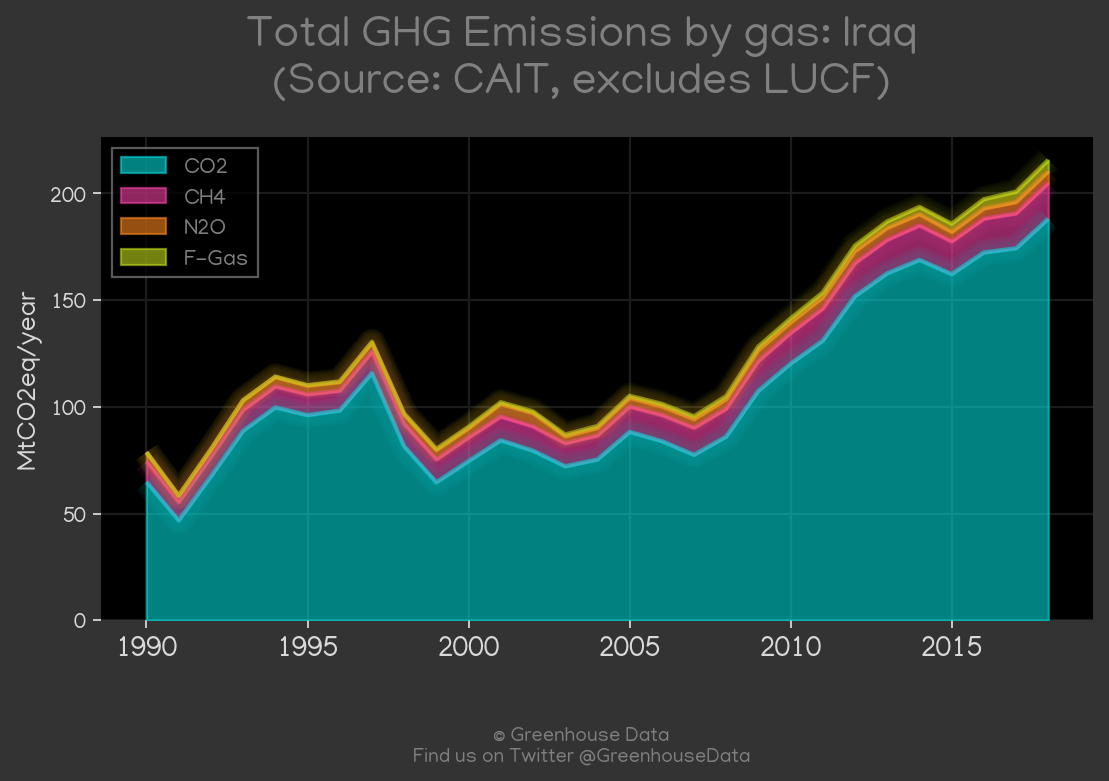 Total GHG Emissions by gas: Iraq
(Source: CAIT, excludes LUCF)
CO2
CH4
N2O
F-Gas
MtCO2eq/year
200
150
100
50
0
1990 1995 2000 2005 2010 2015
© Greenhouse Data
Find us on Twitter @GreenhouseData